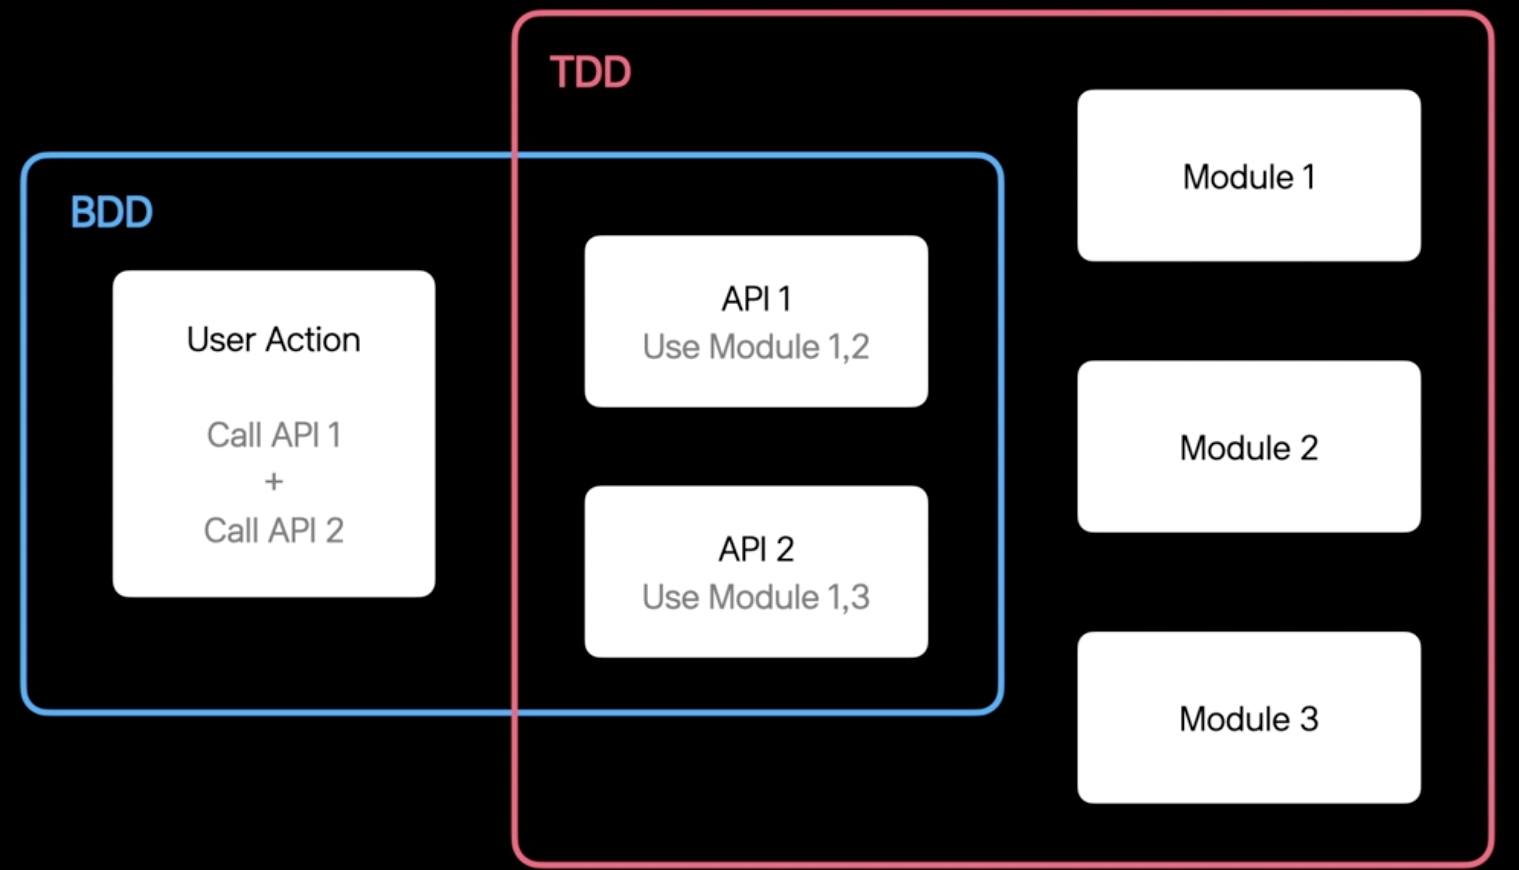 TDD
BDD
User Action
Call API 1
+
Call API 2
API 1
Use Module 1,2
API 2
Use Module 1,3
Module 1
Module 2
Module 3